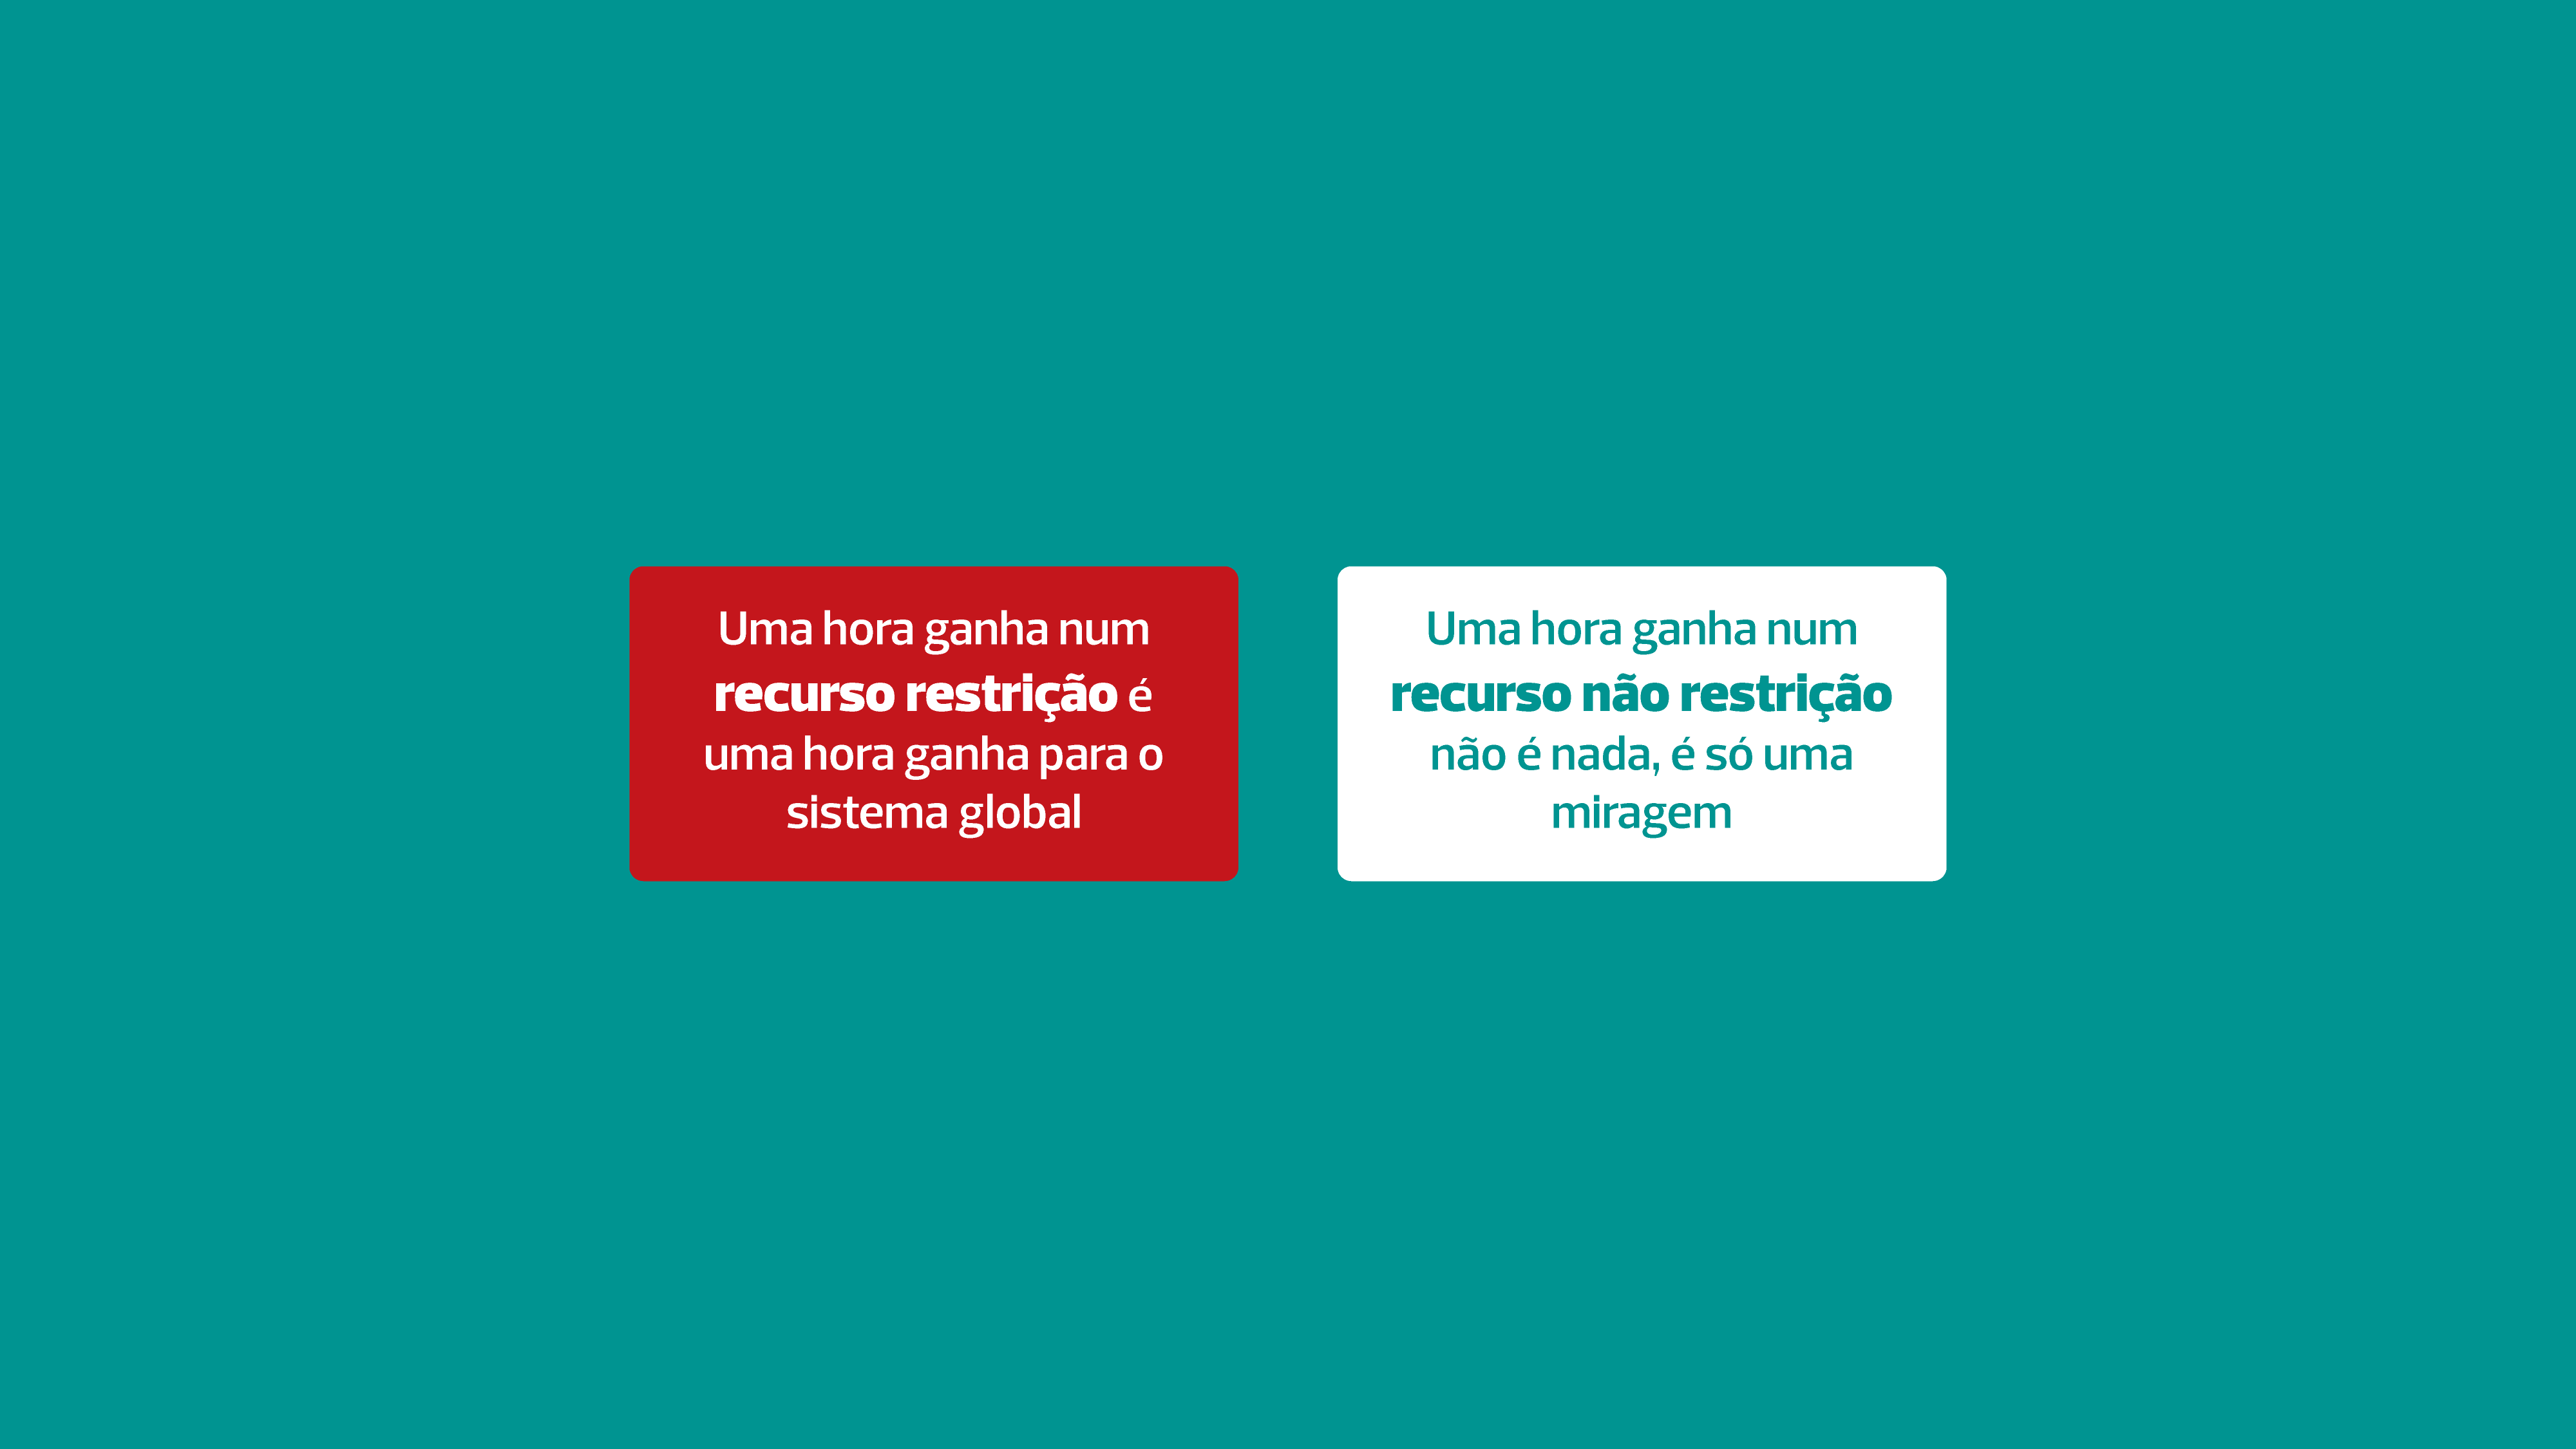 Uma hora ganha num
recurso restrição é
uma hora ganha para o
sistema global
Uma hora ganha num
recurso não restrição
não é nada, é só uma
miragem